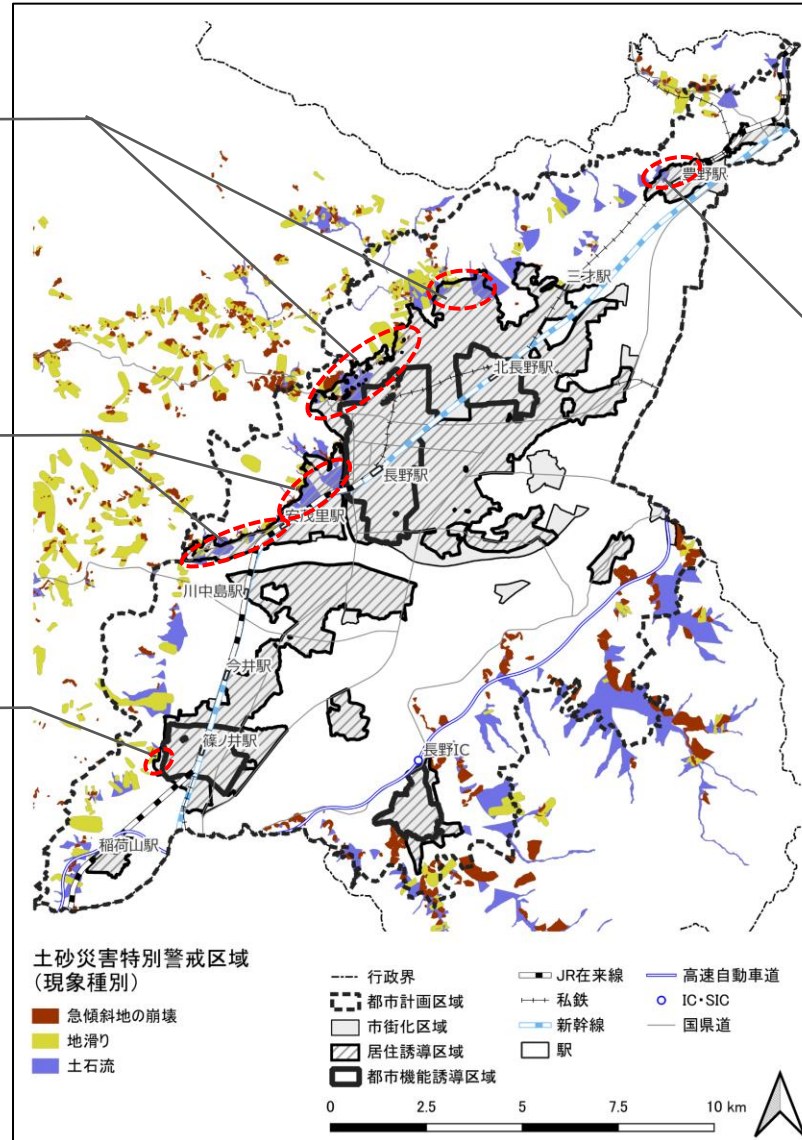 豊野駅
三才駅
北長野駅
長野駅
安茂里駅
川中島駅
今井駅
篠ノ井駅
長野IC
稲荷山駅
土砂災害特別警戒区域
(現象種別)
急傾斜地の崩壊
地滑り
土石流
行政界
都市計画区域
市街化区域
居住誘導区域
都市機能誘導区域
JR在来線
私鉄
新幹線
駅
高速自動車道
IC・SIC
国県道
0 2.5 5 7.5 10 km